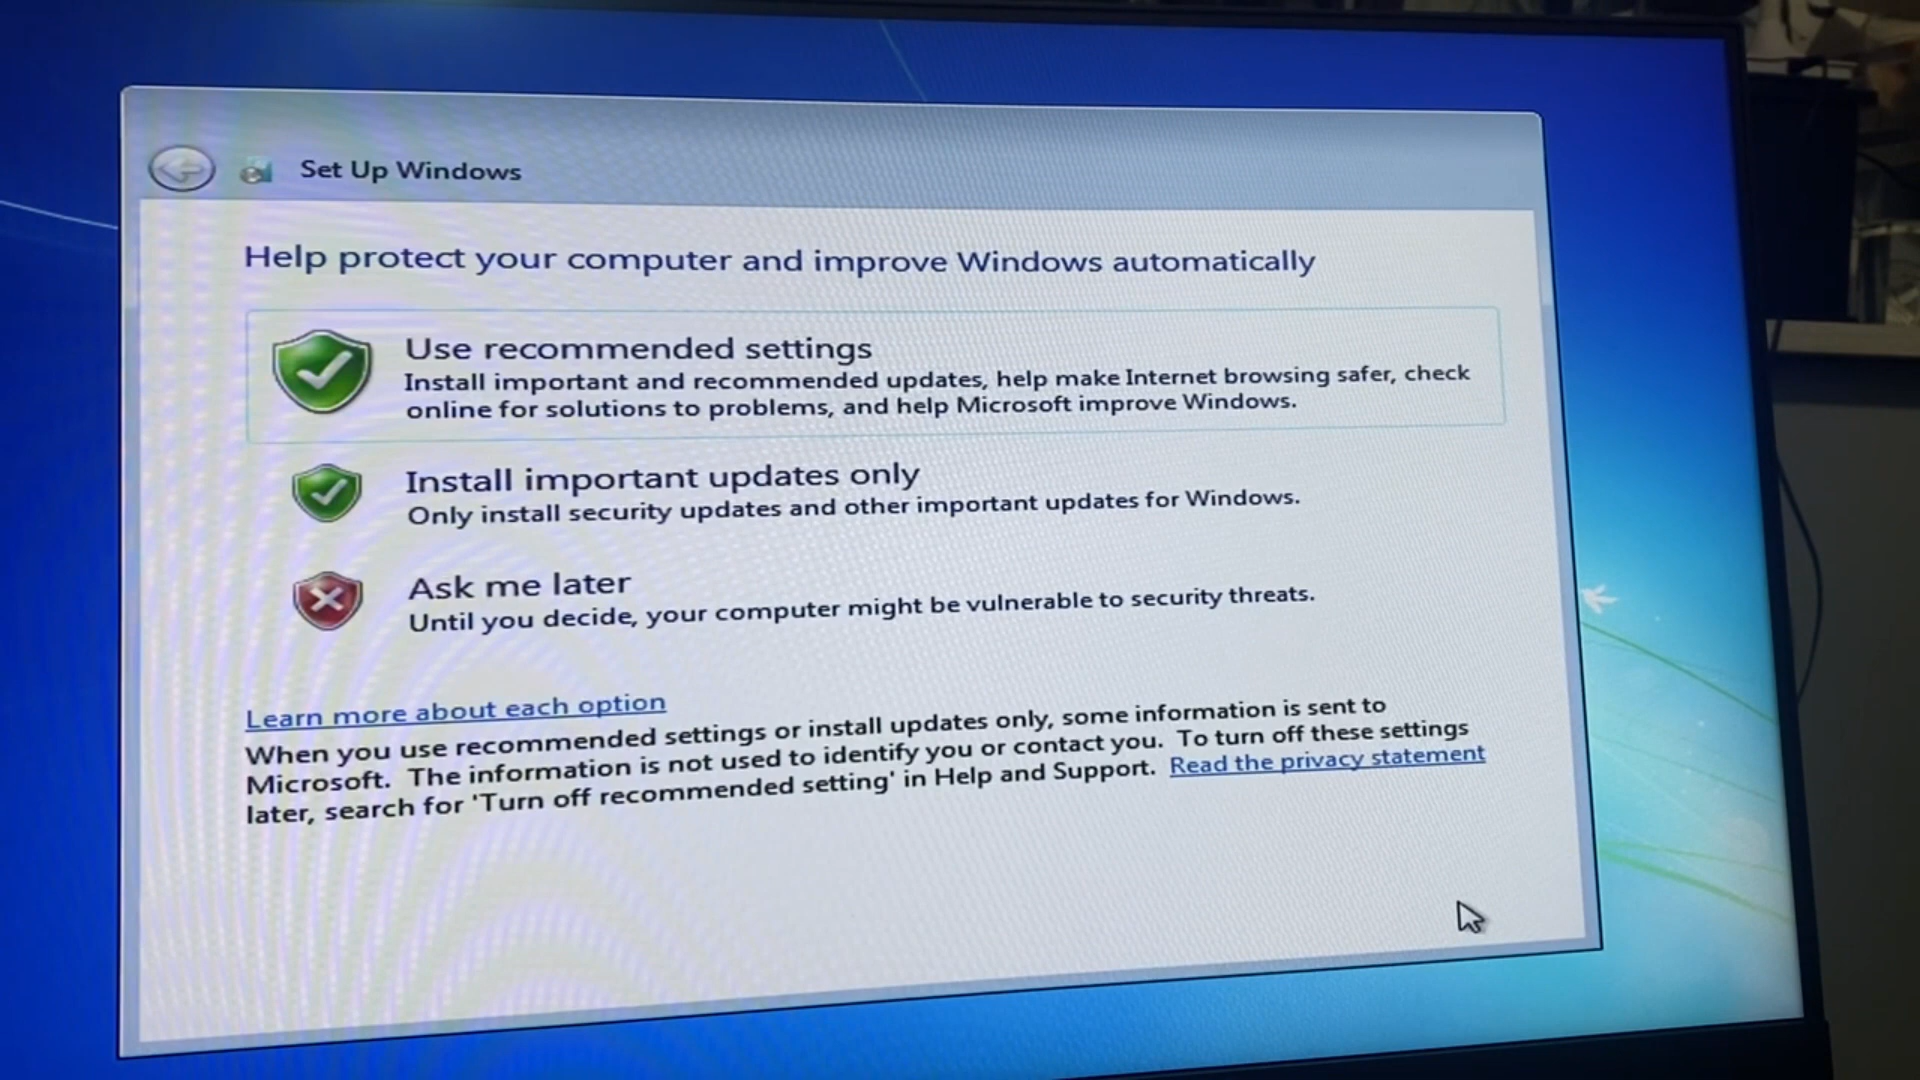 Set Up Windows
Help protect your computer and improve Windows automatically
Use recommended settings
Install important and recommended updates, help make Internet browsing safer, check
online for solutions to problems, and help Microsoft improve Windows.
Install important updates only
Only install security updates and other important updates for Windows.
Ask me later
Until you decide, your computer might be vulnerable to security threats.
Learn more about each option
When you use recommended settings or install updates only, some information is sent to
Microsoft. The information is not used to identify you or contact you. To turn off these settings
later, search for 'Turn off recommended setting' in Help and Support. Read the privacy statement